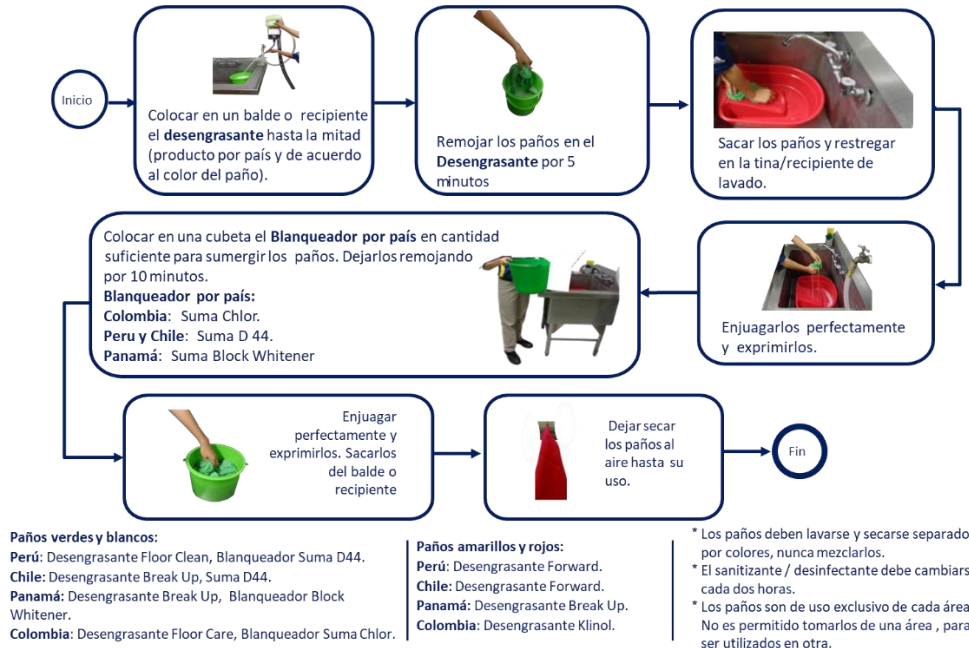 Inicio
Colocar en un balde o recipiente
el desengrasante hasta la mitad
(producto por país y de acuerdo
al color del paño).
Remojar los paños en el
Desengrasante por 5
minutos
Sacar los paños y restregar
en la tina/recipiente de
lavado.
Enjuagarlos perfectamente
y exprimirlos.
Colocar en una cubeta el Blanqueador por país en cantidad
suficiente para sumergir los paños. Dejarlos remojando
por 10 minutos.
Blanqueador por país:
Colombia: Suma Chlor.
Peru y Chile: Suma D 44.
Panamá: Suma Block Whitener
Enjuagar
perfectamente y
exprimirlos. Sacarlos
del balde o
recipiente
Dejar secar
los paños al
aire hasta su
uso.
Fin
Paños verdes y blancos:
Perú: Desengrasante Floor Clean, Blanqueador Suma D44.
Chile: Desengrasante Break Up, Suma D44.
Panamá: Desengrasante Break Up, Blanqueador Block
Whitener.
Colombia: Desengrasante Floor Care, Blanqueador Suma Chlor.
Paños amarillos y rojos:
Perú: Desengrasante Forward.
Chile: Desengrasante Forward.
Panamá: Desengrasante Break Up.
Colombia: Desengrasante Klinol.
* Los paños deben lavarse y secarse separado
por colores, nunca mezclarlos.
* El sanitizante / desinfectante debe cambiars
cada dos horas.
* Los paños son de uso exclusivo de cada área
No es permitido tomarlos de una área , para
ser utilizados en otra.